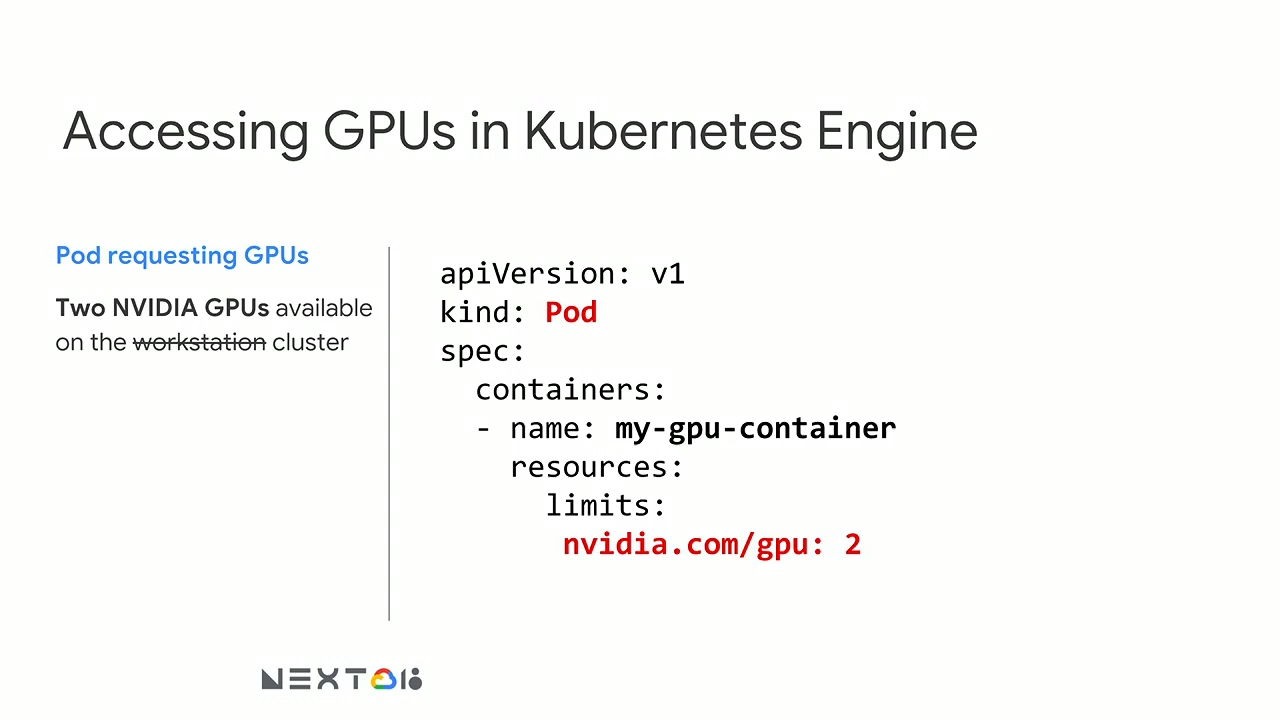 Accessing GPUs in Kubernetes Engine
Pod requesting GPUs
Two NVIDIA GPUs available
on the workstation cluster
apiVersion: v1
kind: Pod
spec:
  containers:
  - name: my-gpu-container
    resources:
      limits:
       nvidia.com/gpu: 2
NEXT 18